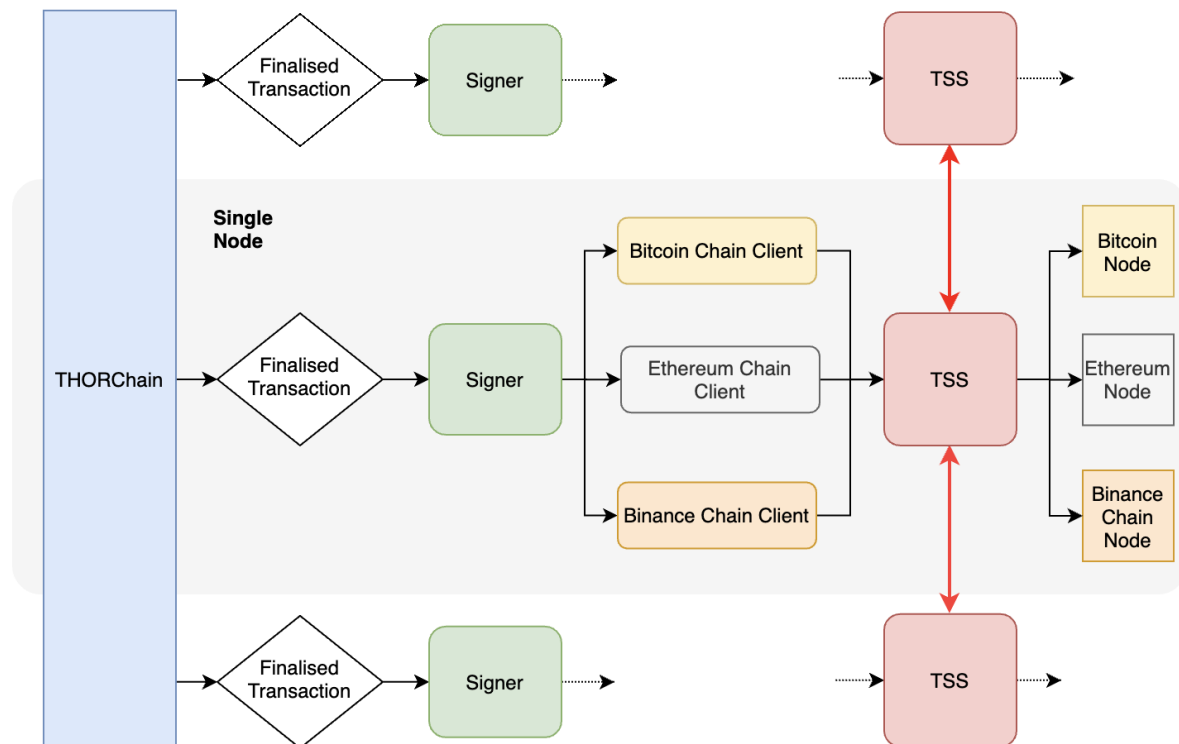 Finalised
Transaction
Signer
TSS
Single
Node
Bitcoin Chain Client
Bitcoin
Node
THORChain
Finalised
Transaction
Signer
Ethereum Chain
Client
TSS
Ethereum
Node
Binance Chain Client
Binance
Chain
Node
Finalised
Transaction
Signer
TSS